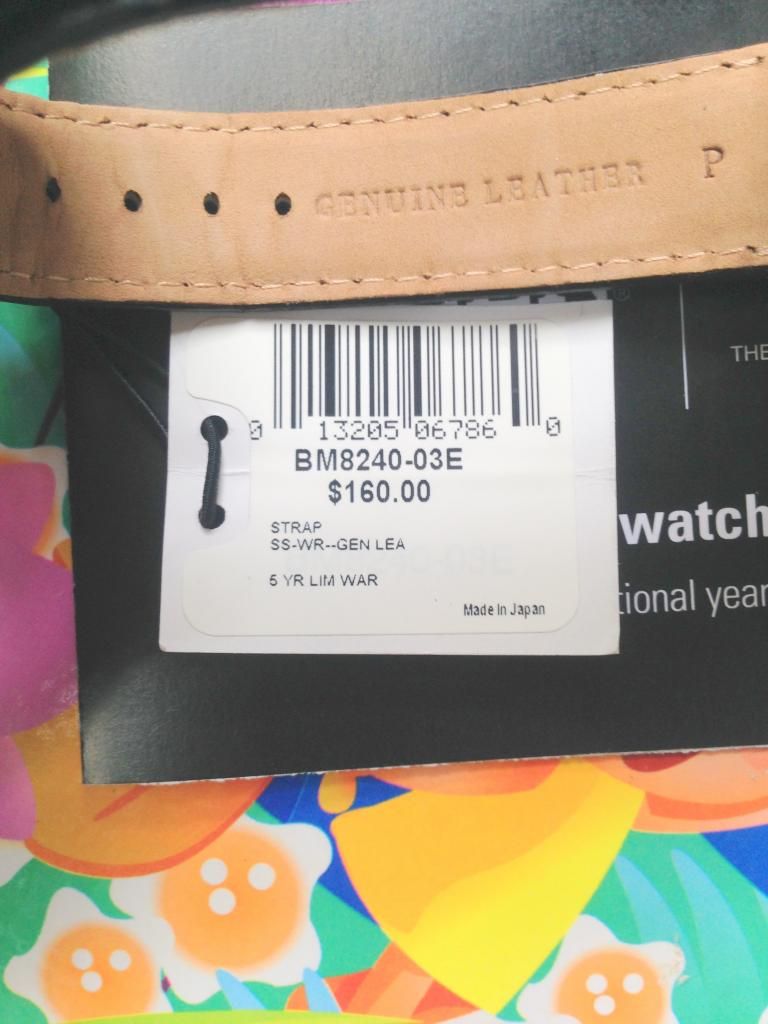 GENUINE LEATHER P
THE
0 13205 06786 0
BM8240-03E
$160.00
STRAP
SS-WR--GEN LEA
5 YR LIM WAR
Made In Japan
watch
tional year